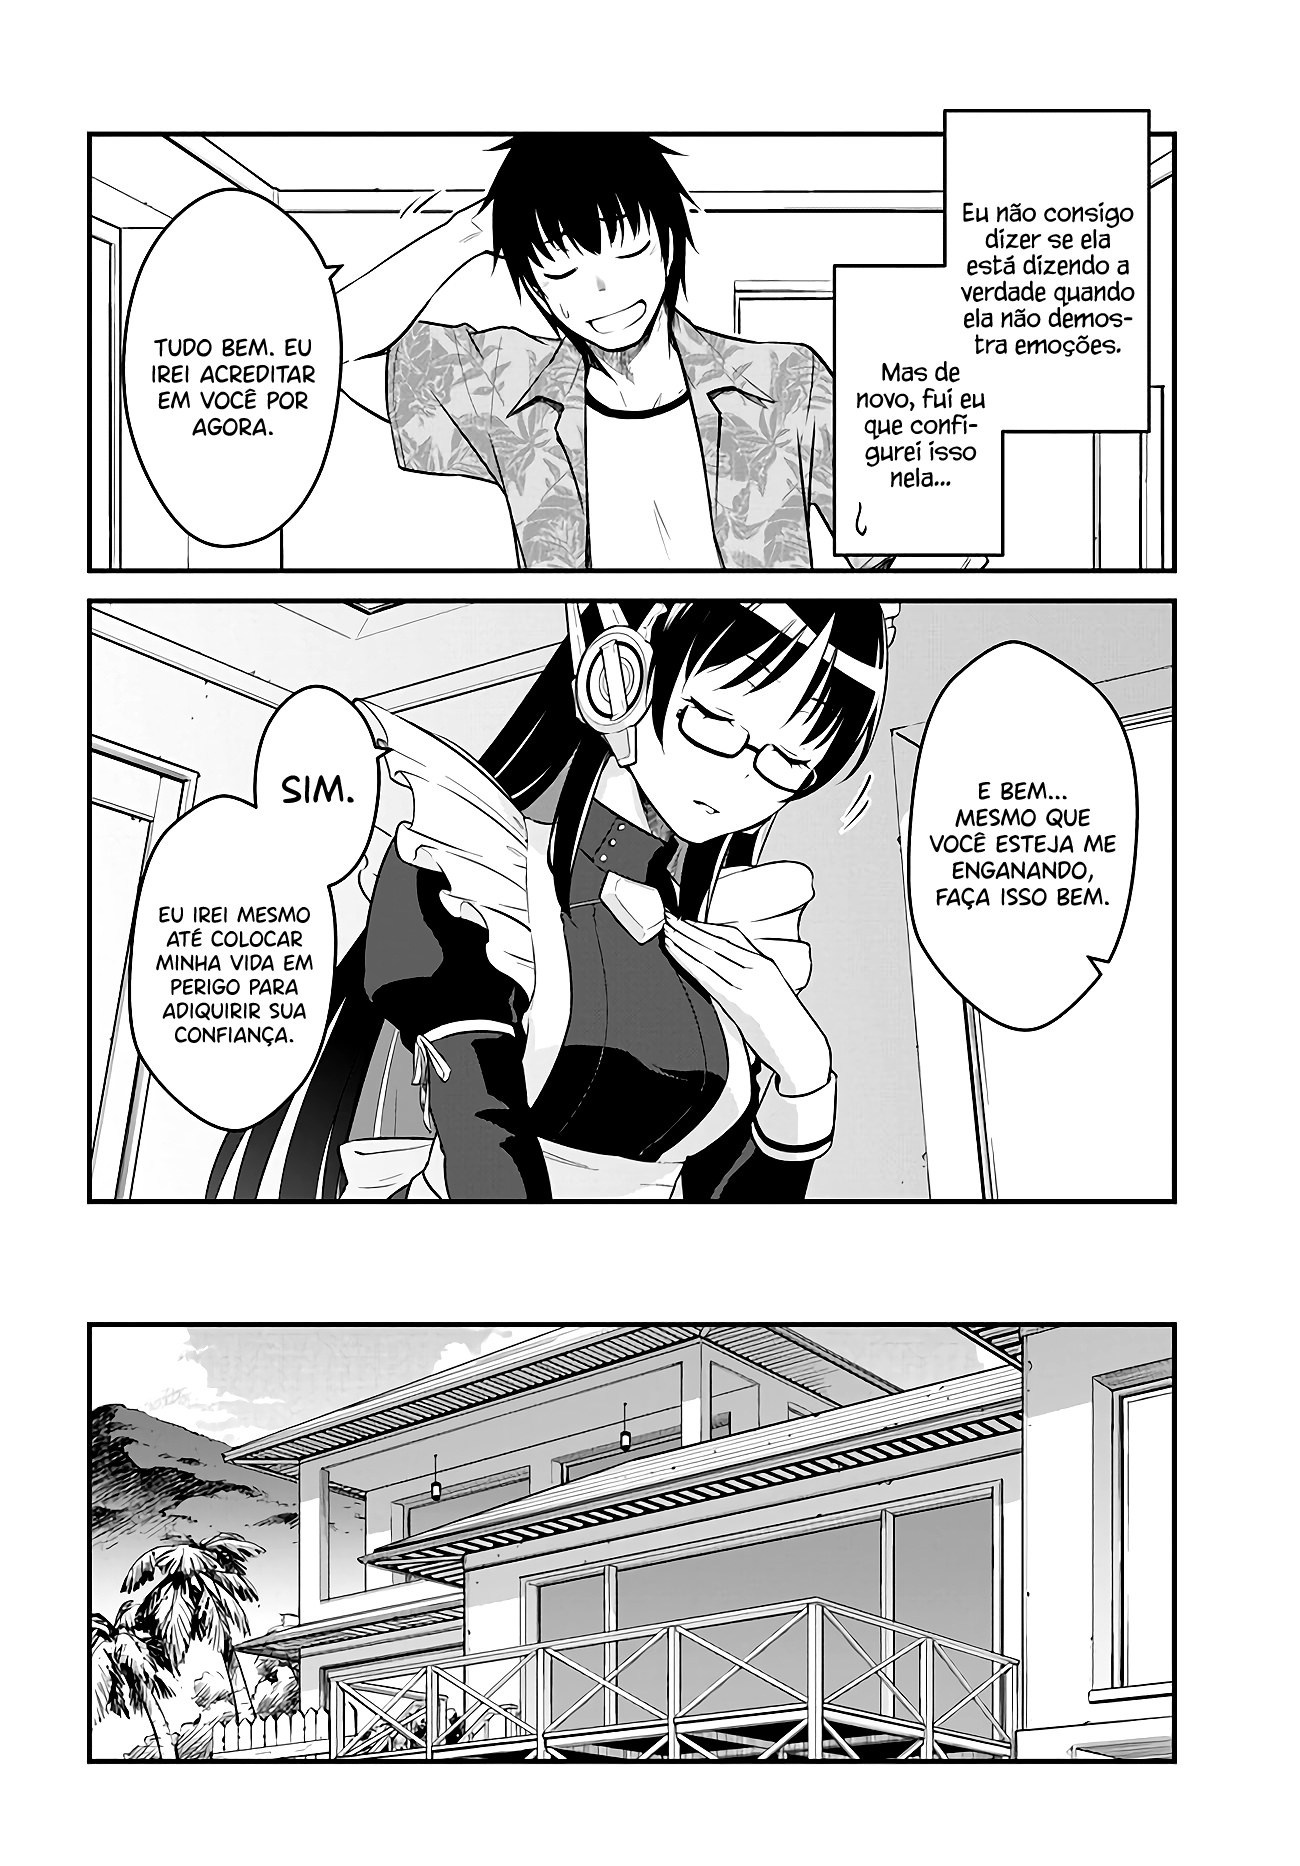 Eu não consigo
dizer se ela
está dizendo a
verdade quando
ela não demos-
tra emoções.
Mas de
novo, fui eu
que confi-
gurei isso
nela...
TUDO BEM. EU
IREI ACREDITAR
EM VOCÊ POR
AGORA.
E BEM...
MESMO QUE
VOCÊ ESTEJA ME
ENGANANDO,
FAÇA ISSO BEM.
SIM.
EU IREI MESMO
ATÉ COLOCAR
MINHA VIDA EM
PERIGO PARA
ADIQUIRIR SUA
CONFIANÇA.